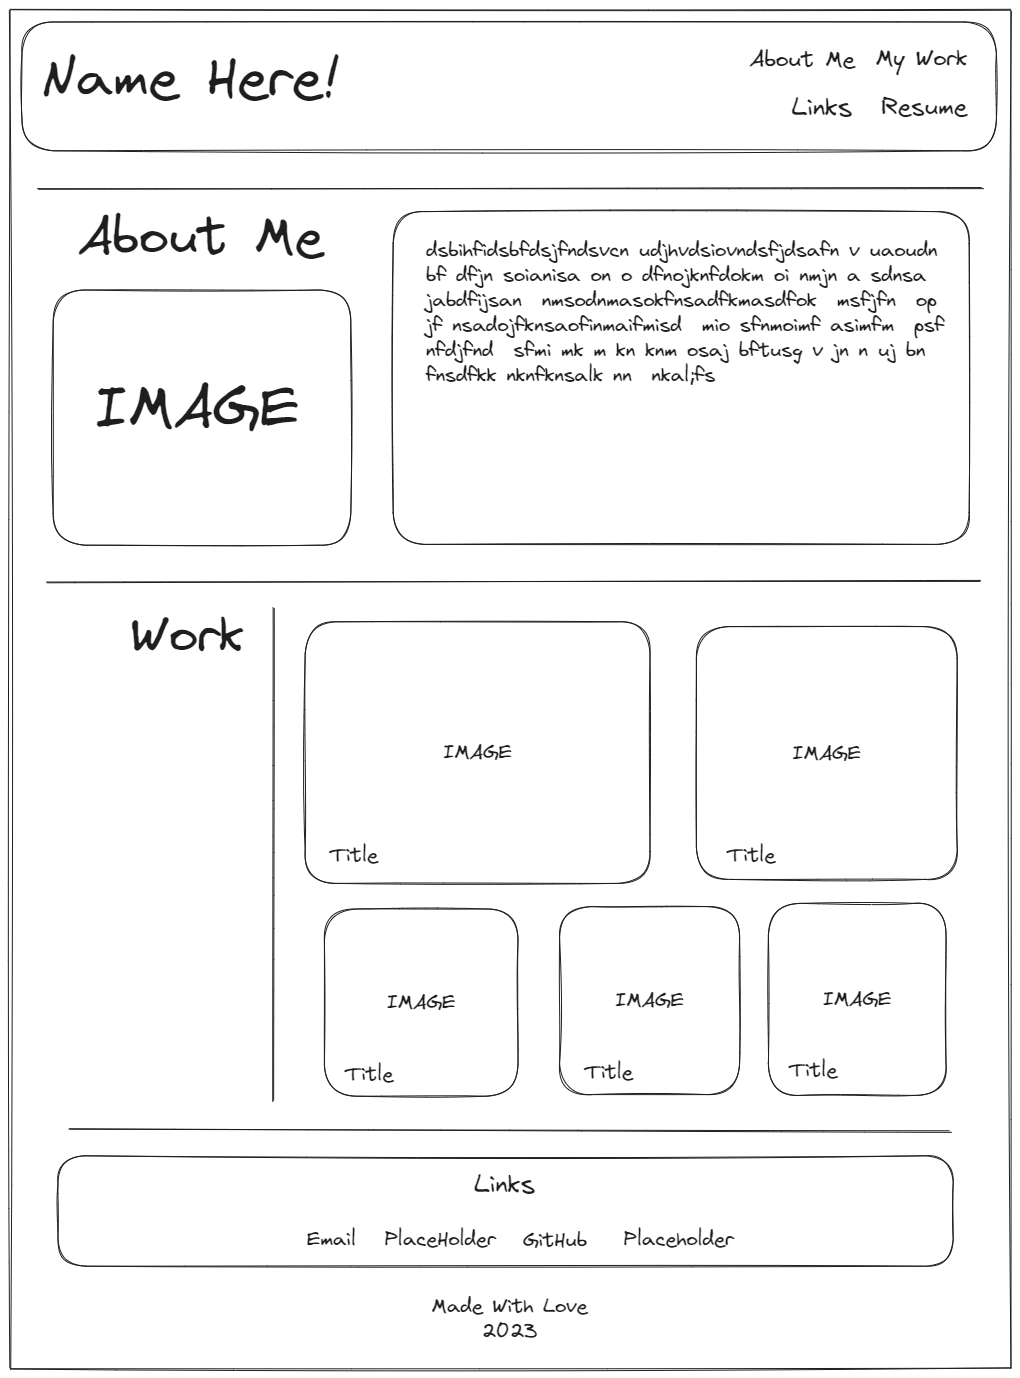 Name Here!
About Me My Work
Links Resume
About Me
IMAGE
dsbihfidsbfdsjfndsvcn udjhvdsiovndsfjdsafn v uaoudn
bf dfjn soianisa on o dfnojknfdokm oi nmjn a sdnsa
jabdfijsan nmsodnmasokfnsadfkmasdfok msfjfn op
jf nsadojfknsaofinmaifmisd mio sfnmoimf asimfm psf
nfdjfnd sfmi mk m kn knm osaj bftusg v jn n uj bn
fnsdfkk nknfknsalk nn nkal;fs
Work
IMAGE
Title
IMAGE
Title
IMAGE
Title
IMAGE
Title
IMAGE
Title
Links
Email PlaceHolder GitHub Placeholder
Made With Love
2023